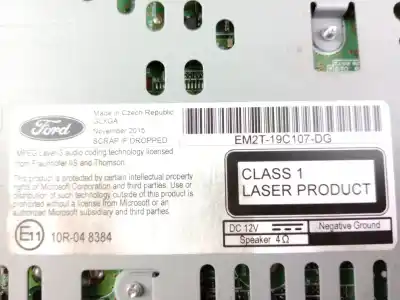 Ford
Made in Czech Republic
November 2015
SCRAP IF DROPPED
EM2T-19C107-DG
MPEG Layer-3 audio coding technology licensed
from Fraunhofer IIS and Thomson
This product is protected by certain intellectual property
rights of Microsoft Corporation and third parties. Use or
distribution of such technology outside of this product is
prohibited without a license from Microsoft or an
authorized Microsoft subsidiary and third parties.
CLASS 1
LASER PRODUCT
DC 12V
Negative Ground
Speaker 4Ω
E11 10R-04 8384